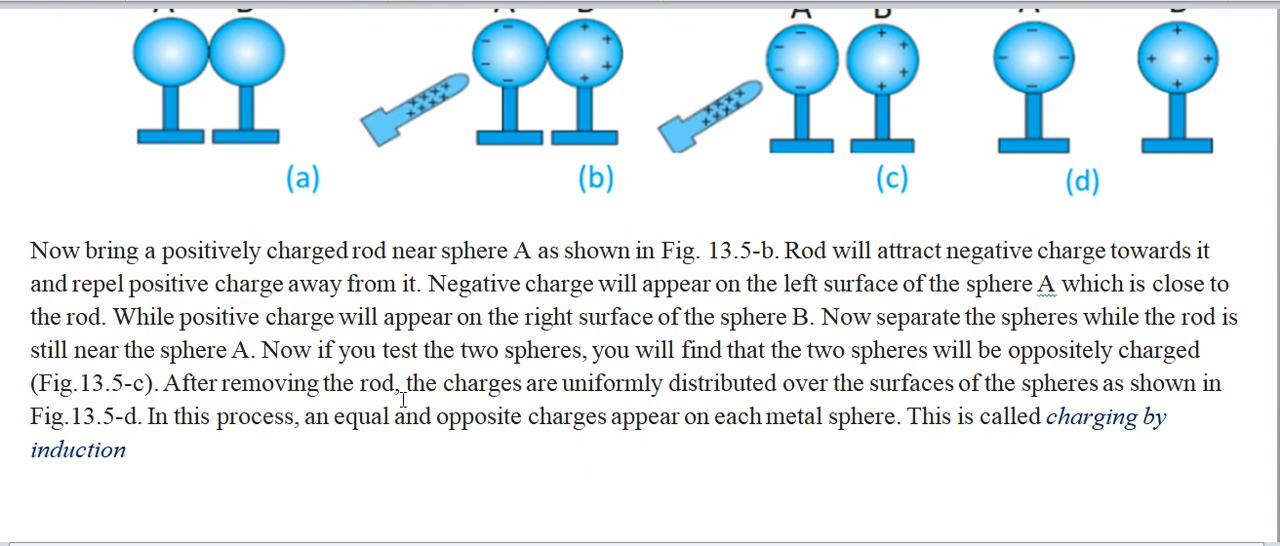 A B A B A B A B
(a) (b) (c) (d)
Now bring a positively charged rod near sphere A as shown in Fig. 13.5-b. Rod will attract negative charge towards it
and repel positive charge away from it. Negative charge will appear on the left surface of the sphere A which is close to
the rod. While positive charge will appear on the right surface of the sphere B. Now separate the spheres while the rod is
still near the sphere A. Now if you test the two spheres, you will find that the two spheres will be oppositely charged
(Fig.13.5-c). After removing the rod, the charges are uniformly distributed over the surfaces of the spheres as shown in
Fig.13.5-d. In this process, an equal and opposite charges appear on each metal sphere. This is called charging by
induction